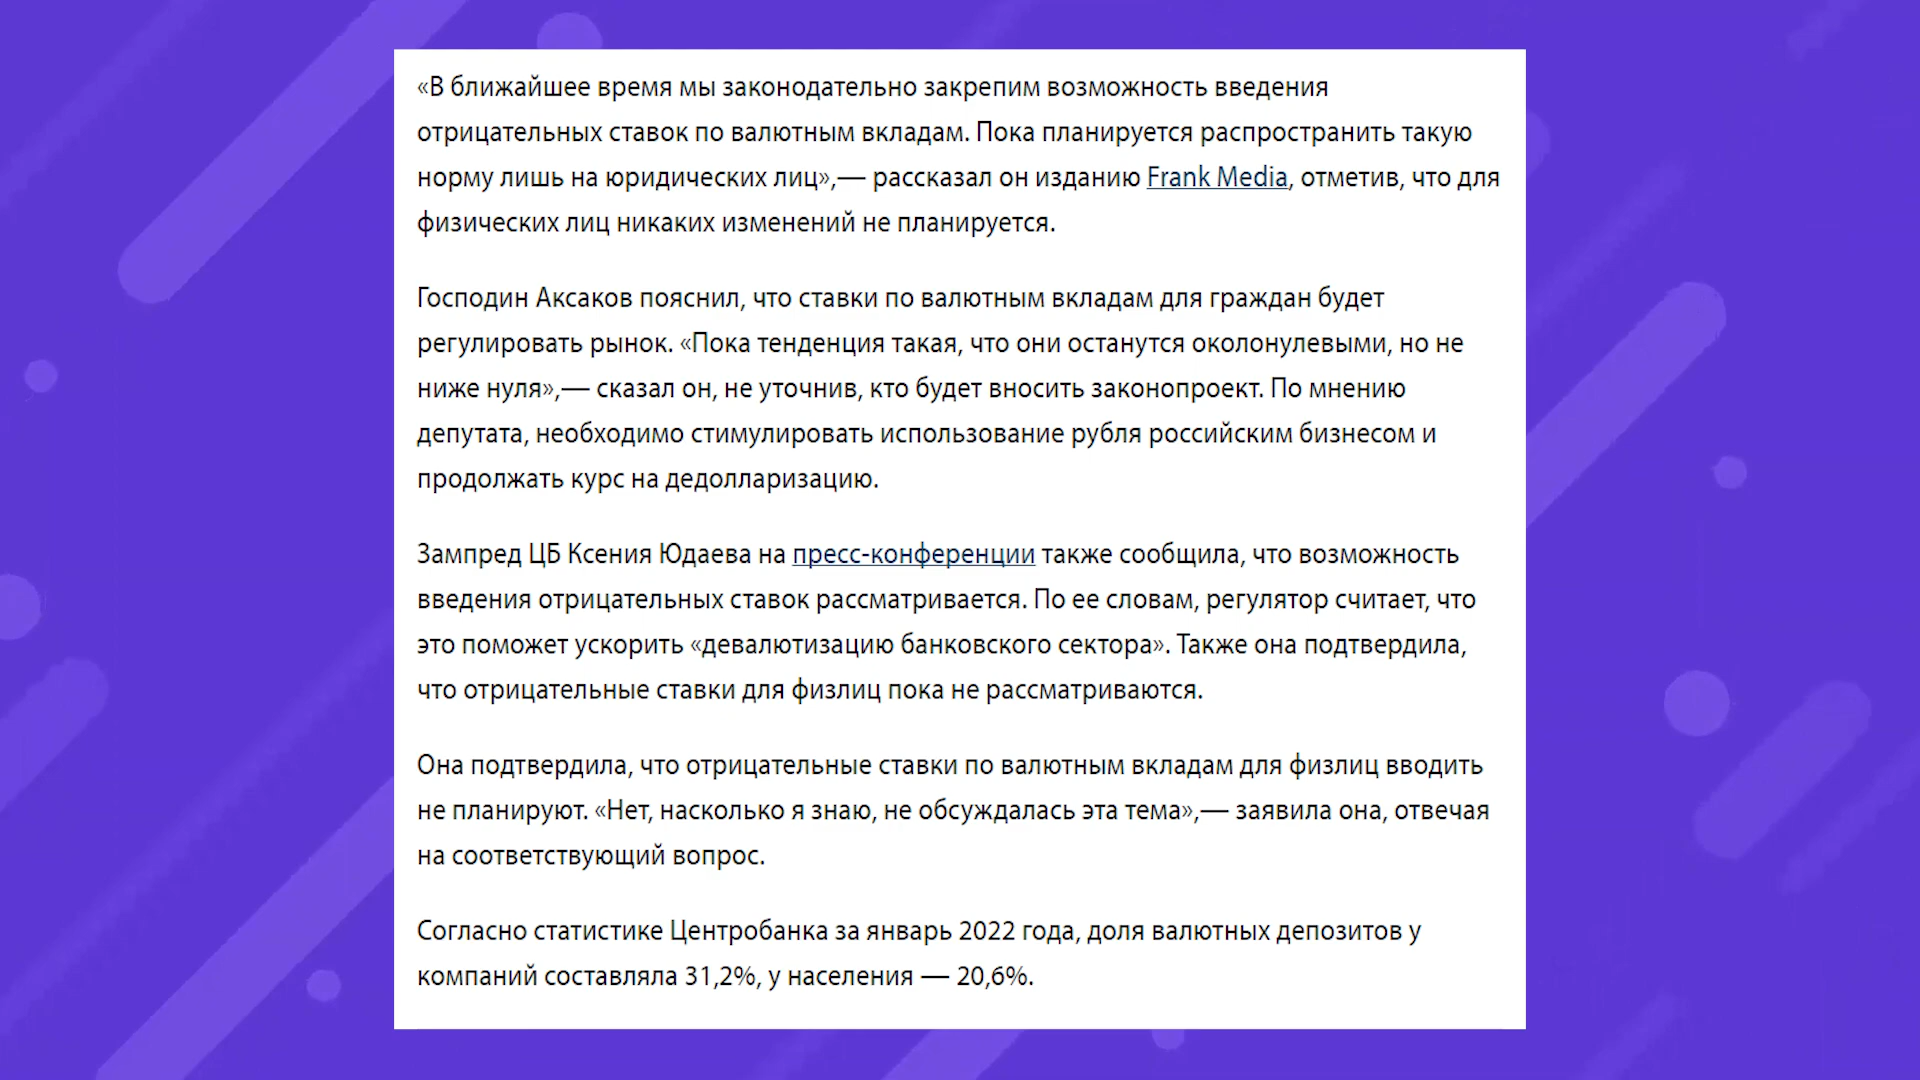 «В ближайшее время мы законодательно закрепим возможность введения
отрицательных ставок по валютным вкладам. Пока планируется распространить такую
норму лишь на юридических лиц»,— рассказал он изданию Frank Media, отметив, что для
физических лиц никаких изменений не планируется.
Господин Аксаков пояснил, что ставки по валютным вкладам для граждан будет
регулировать рынок. «Пока тенденция такая, что они останутся околонулевыми, но не
ниже нуля»,— сказал он, не уточнив, кто будет вносить законопроект. По мнению
депутата, необходимо стимулировать использование рубля российским бизнесом и
продолжать курс на дедолларизацию.
Зампред ЦБ Ксения Юдаева на пресс-конференции также сообщила, что возможность
введения отрицательных ставок рассматривается. По ее словам, регулятор считает, что
это поможет ускорить «девалютизацию банковского сектора». Также она подтвердила,
что отрицательные ставки для физлиц пока не рассматриваются.
Она подтвердила, что отрицательные ставки по валютным вкладам для физлиц вводить
не планируют. «Нет, насколько я знаю, не обсуждалась эта тема»,— заявила она, отвечая
на соответствующий вопрос.
Согласно статистике Центробанка за январь 2022 года, доля валютных депозитов у
компаний составляла 31,2%, у населения — 20,6%.